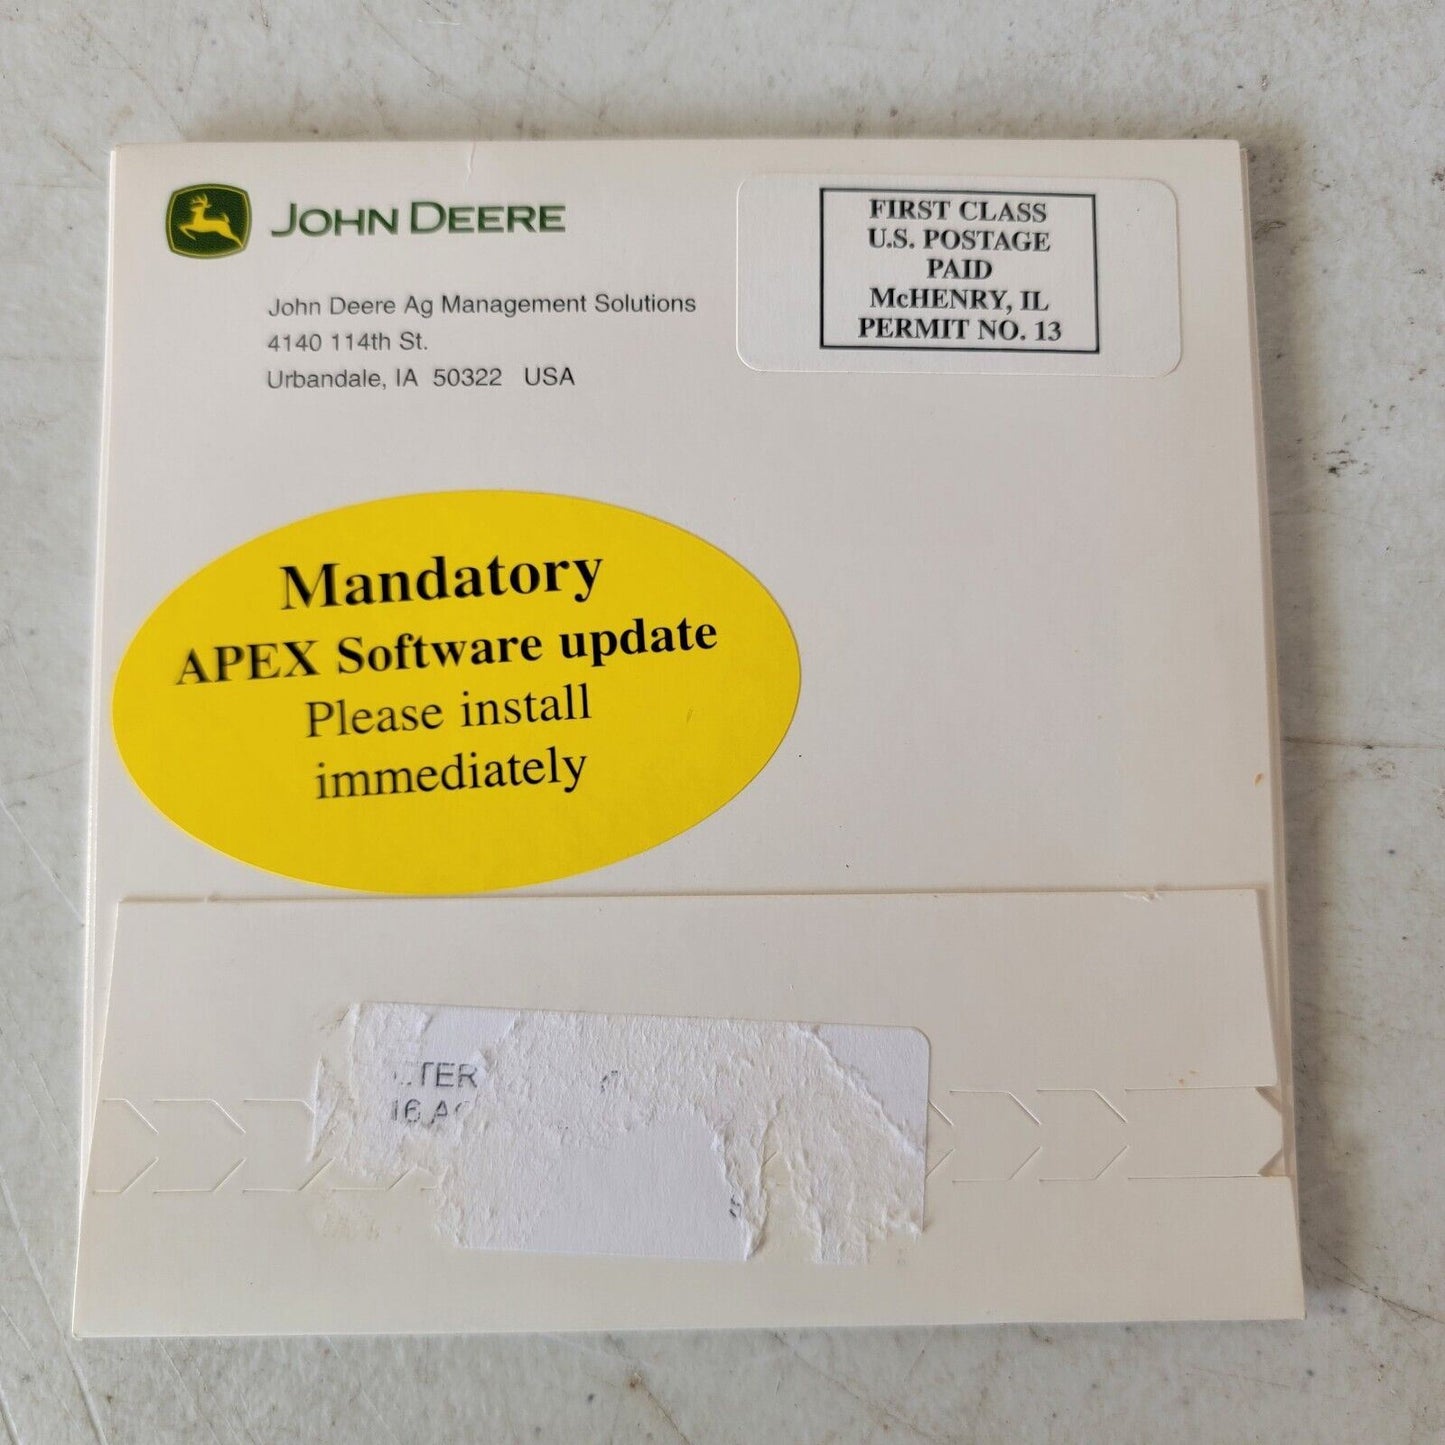 JOHN DEERE
John Deere Ag Management Solutions
4140 114th St.
Urbandale, IA 50322 USA
FIRST CLASS
U.S. POSTAGE
PAID
McHENRY, IL
PERMIT NO. 13
Mandatory
APEX Software update
Please install
immediately